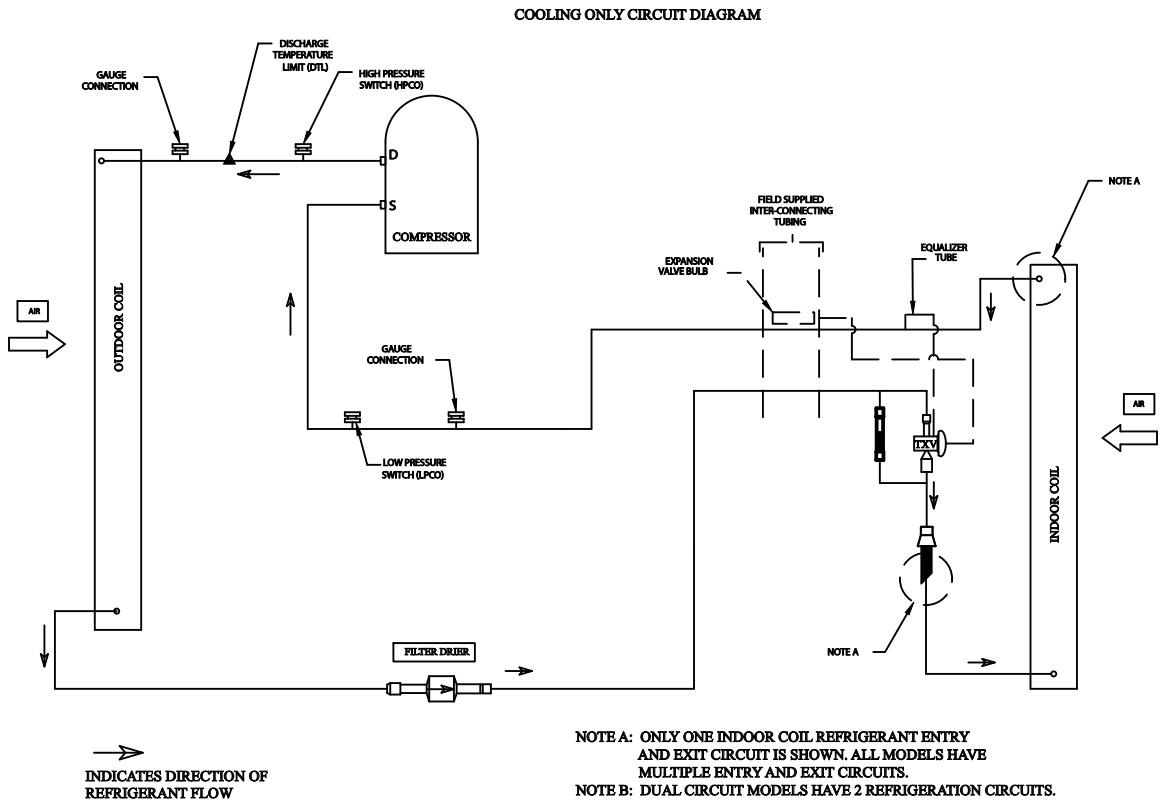 COOLING ONLY CIRCUIT DIAGRAM
DISCHARGE
TEMPERATURE
LIMIT (DTL)
GAUGE
CONNECTION
HIGH PRESSURE
SWITCH (HPCO)
D
S
COMPRESSOR
NOTE A
FIELD SUPPLIED
INTER-CONNECTING
TUBING
EQUALIZER
TUBE
EXPANSION
VALVE BULB
AIR
OUTDOOR COIL
GAUGE
CONNECTION
AIR
TXV
LOW PRESSURE
SWITCH (LPCO)
INDOOR COIL
FILTER DRIER
NOTE A
INDICATES DIRECTION OF
REFRIGERANT FLOW
NOTE A: ONLY ONE INDOOR COIL REFRIGERANT ENTRY
AND EXIT CIRCUIT IS SHOWN. ALL MODELS HAVE
MULTIPLE ENTRY AND EXIT CIRCUITS.
NOTE B: DUAL CIRCUIT MODELS HAVE 2 REFRIGERATION CIRCUITS.